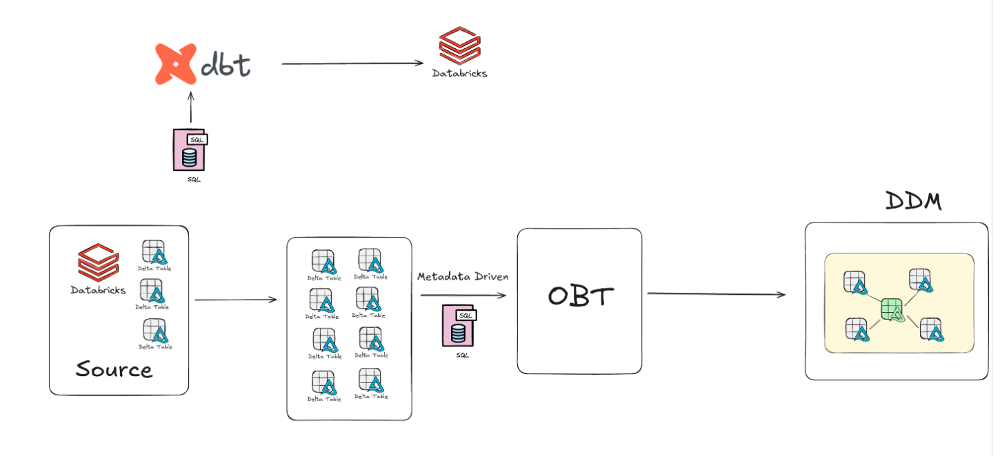 dbt
Databricks
SQL
SQL
DDM
Databricks
Delta Table
Delta Table
Delta Table
Source
Delta Table
Delta Table
Delta Table
Delta Table
Delta Table
Delta Table
Delta Table
Delta Table
Metadata Driven
SQL
SQL
OBT